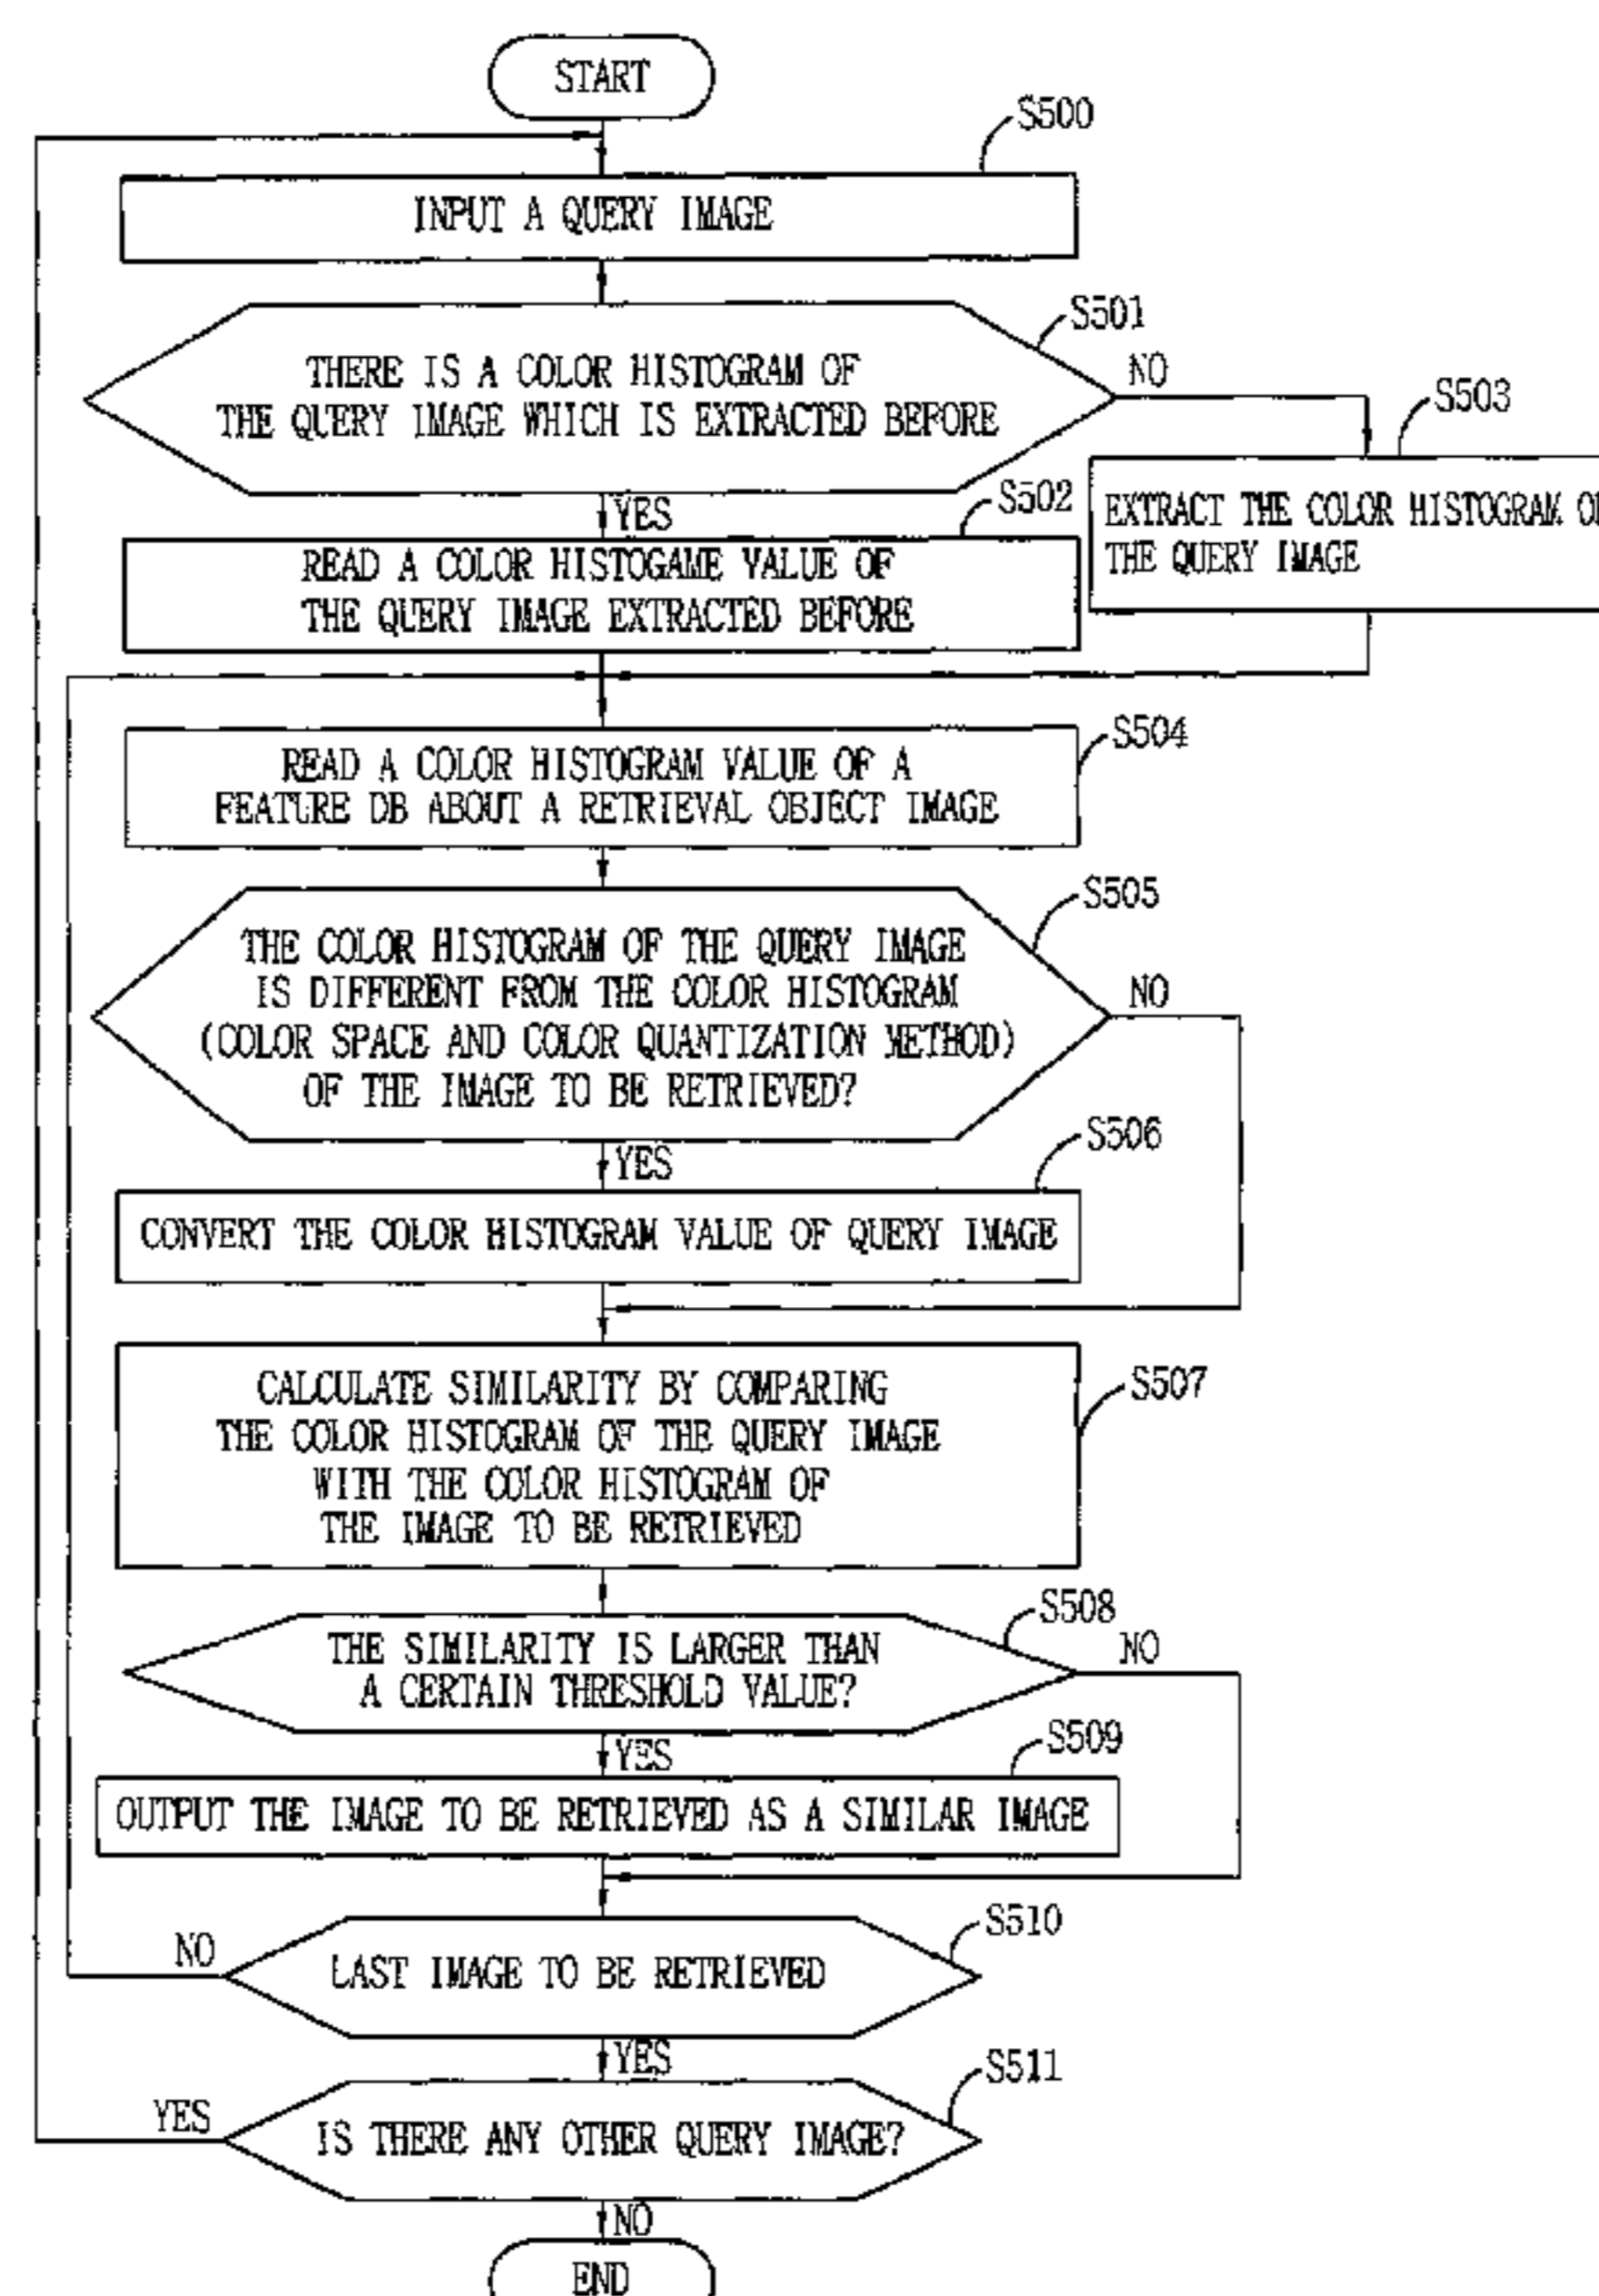 START
S500
INPUT A QUERY IMAGE
S501
THERE IS A COLOR HISTOGRAM OF
THE QUERY IMAGE WHICH IS EXTRACTED BEFORE
NO
S503
EXTRACT THE COLOR HISTOGRAM
THE QUERY IMAGE
YES
S502
READ A COLOR HISTOGAME VALUE OF
THE QUERY IMAGE EXTRACTED BEFORE
S504
READ A COLOR HISTOGRAM VALUE OF A
FEATURE DB ABOUT A RETRIEVAL OBJECT IMAGE
S505
THE COLOR HISTOGRAM OF THE QUERY IMAGE
IS DIFFERENT FROM THE COLOR HISTOGRAM
(COLOR SPACE AND COLOR QUANTIZATION METHOD)
OF THE IMAGE TO BE RETRIEVED?
NO
YES
S506
CONVERT THE COLOR HISTOGRAM VALUE OF QUERY IMAGE
S507
CALCULATE SIMILARITY BY COMPARING
THE COLOR HISTOGRAM OF THE QUERY IMAGE
WITH THE COLOR HISTOGRAM OF
THE IMAGE TO BE RETRIEVED
S508
THE SIMILARITY IS LARGER THAN
A CERTAIN THRESHOLD VALUE?
NO
YES
S509
OUTPUT THE IMAGE TO BE RETRIEVED AS A SIMILAR IMAGE
S510
NO
LAST IMAGE TO BE RETRIEVED
YES
S511
YES
IS THERE ANY OTHER QUERY IMAGE?
NO
END